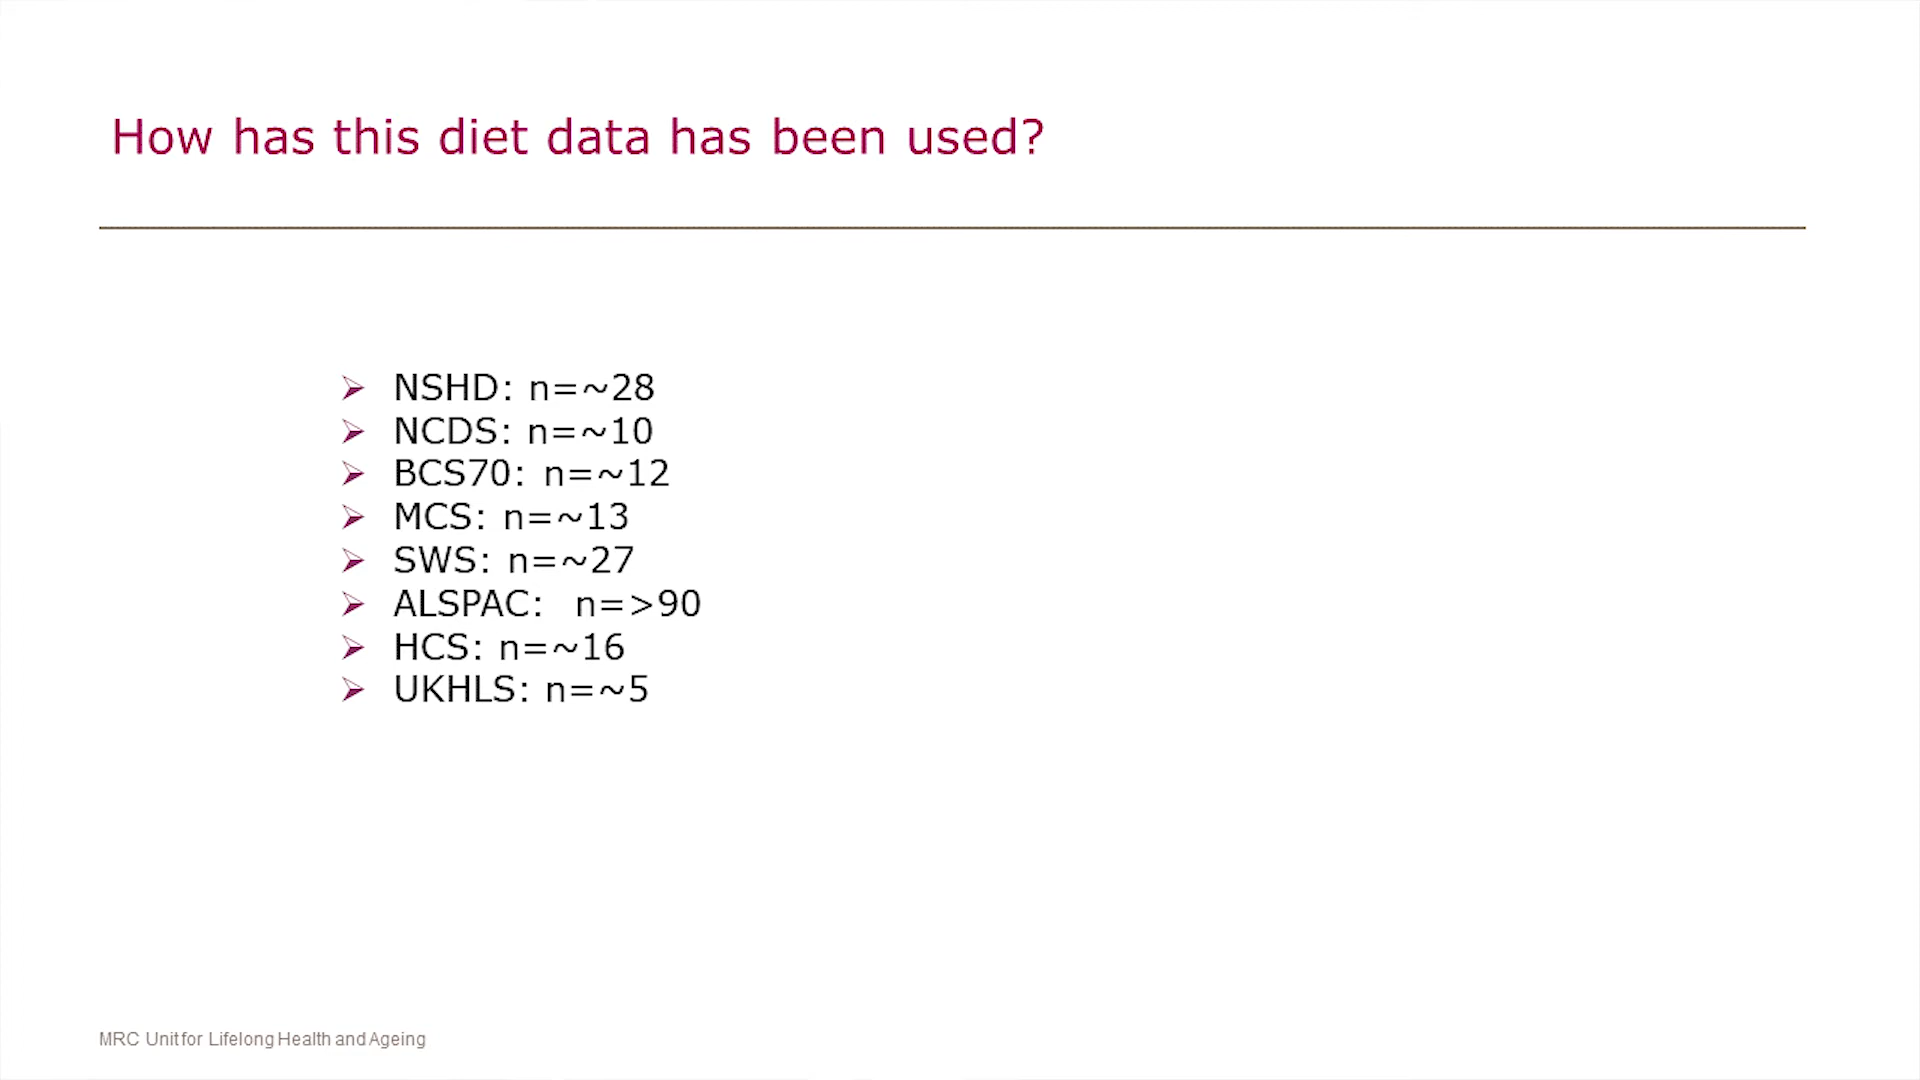 How has this diet data has been used?
NSHD: n=~28
NCDS: n=~10
BCS70: n=~12
MCS: n=~13
SWS: n=~27
ALSPAC: n=>90
HCS: n=~16
UKHLS: n=~5
MRC Unit for Lifelong Health and Ageing